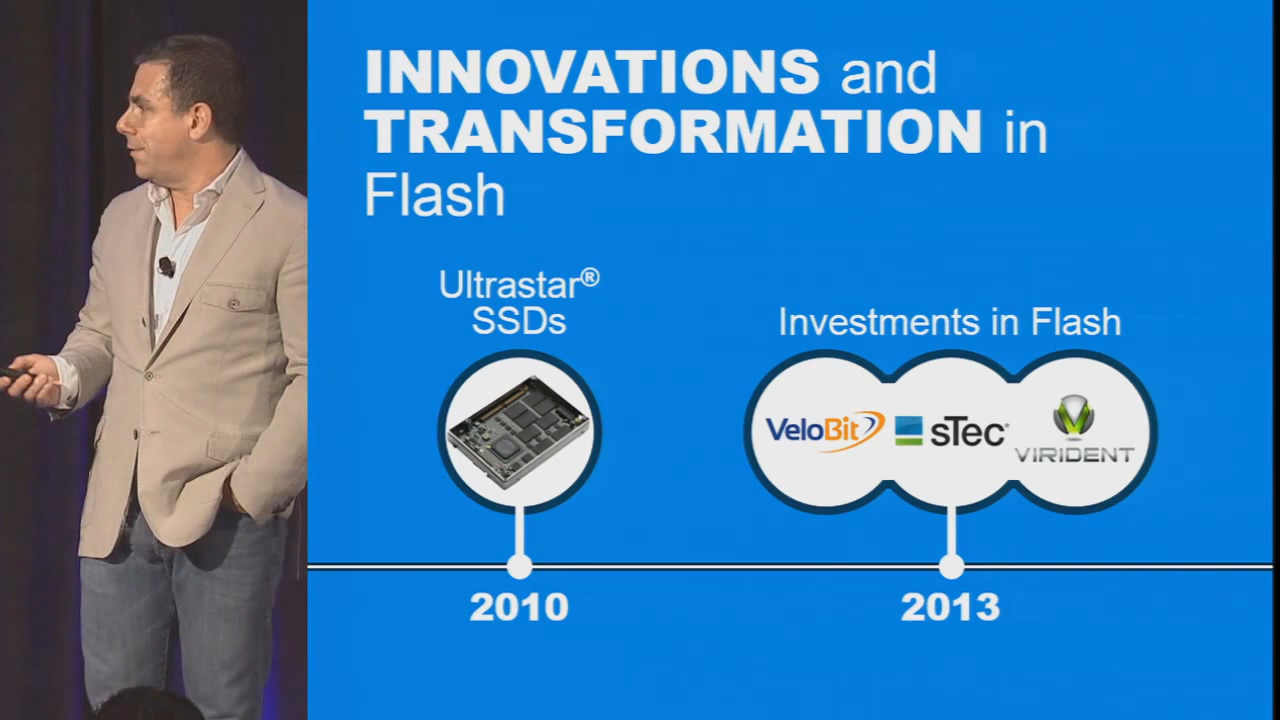 INNOVATIONS and
TRANSFORMATION in
Flash
Ultrastar®
SSDs
Investments in Flash
VeloBit
sTec
VIRIDENT
2010
2013